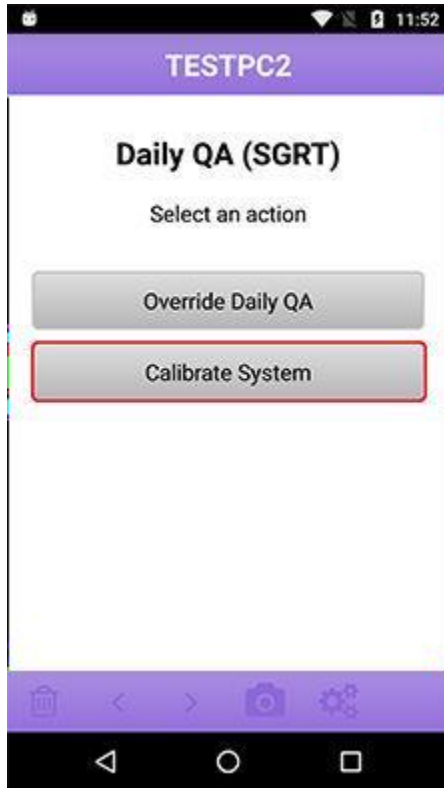 11:52
TESTPC2
Daily QA (SGRT)
Select an action
Override Daily QA
Calibrate System